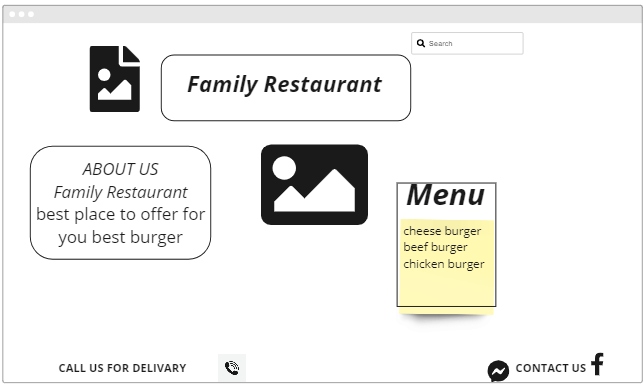 Search
Family Restaurant
ABOUT US
Family Restaurant
best place to offer for
you best burger
Menu
cheese burger
beef burger
chicken burger
CALL US FOR DELIVARY
CONTACT US